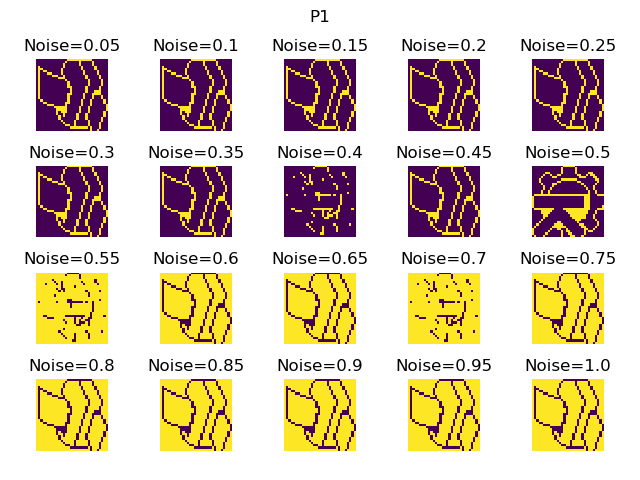 P1
Noise=0.05 Noise=0.1 Noise=0.15 Noise=0.2 Noise=0.25
Noise=0.3 Noise=0.35 Noise=0.4 Noise=0.45 Noise=0.5
Noise=0.55 Noise=0.6 Noise=0.65 Noise=0.7 Noise=0.75
Noise=0.8 Noise=0.85 Noise=0.9 Noise=0.95 Noise=1.0